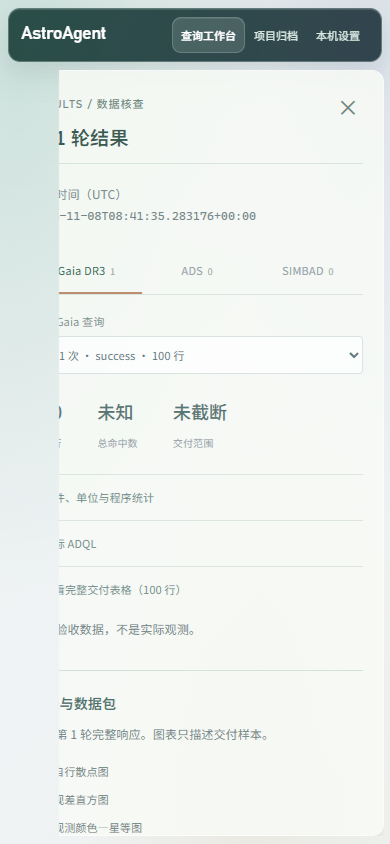 AstroAgent
查询工作台 项目归档 本机设置
ULTS / 数据核查
1 轮结果
时间（UTC）
-11-08T08:41:35.283176+00:00
Gaia DR3 1 ADS 0 SIMBAD 0
Gaia 查询
1 次 · success · 100 行
未知 未截断
总命中数 交付范围
件、单位与程序统计
际 ADQL
看完整交付表格（100 行）
验收数据，不是实际观测。
与数据包
第 1 轮完整响应。图表只描述交付样本。
自行散点图
视差直方图
观测颜色—星等图